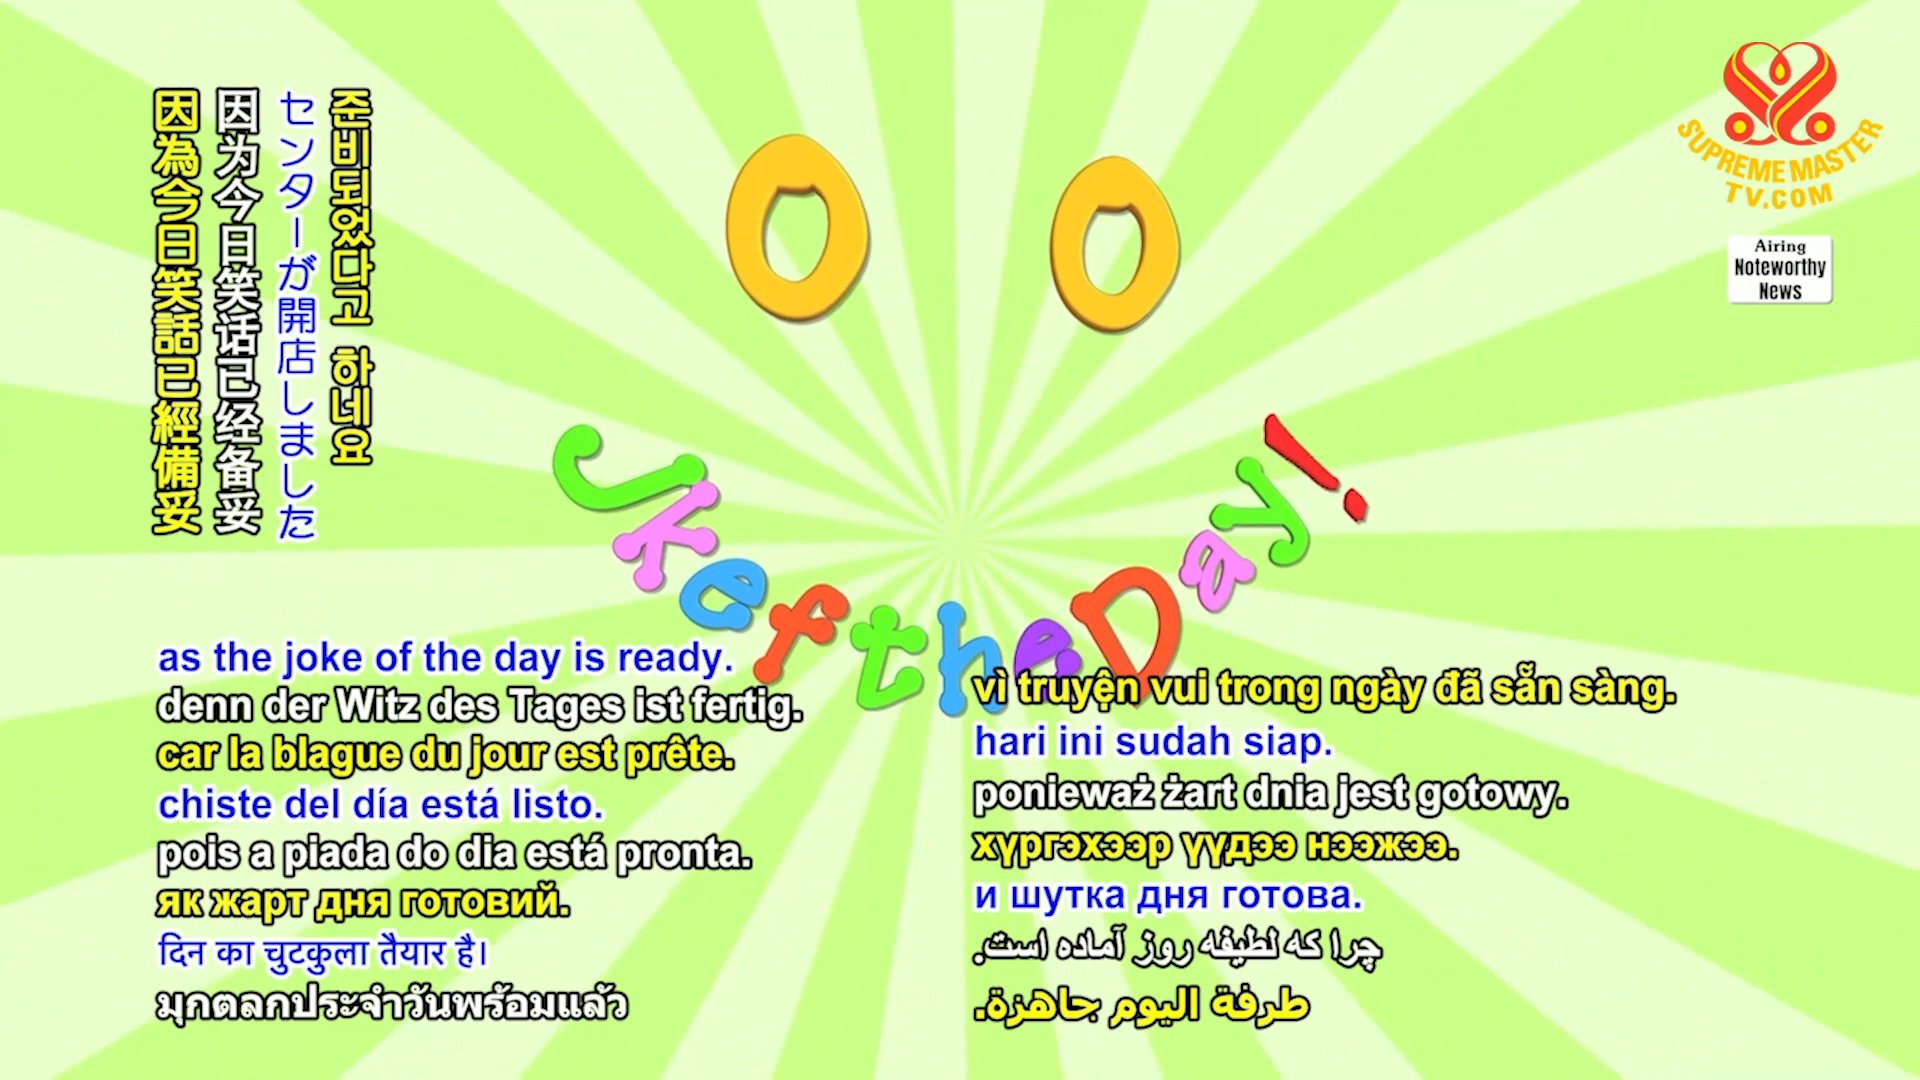 因為今日笑話已經備妥
因为今日笑话已经备妥
センターが開店しました
준비되었다고 하네요
SUPREME MASTER
TV.COM
Airing
Noteworthy
News
O O
Jkef the Day!
as the joke of the day is ready.
denn der Witz des Tages ist fertig.
car la blague du jour est prête.
chiste del día está listo.
pois a piada do dia está pronta.
як жарт дня готовий.
दिन का चुटकुला तैयार है।
มุกตลกประจำวันพร้อมแล้ว
vì truyện vui trong ngày đã sẵn sàng.
hari ini sudah siap.
ponieważ żart dnia jest gotowy.
хүргэхээр үүдээ нээжээ.
и шутка дня готова.
چرا که لطیفه روز آماده است.
طرفة اليوم جاهزة.